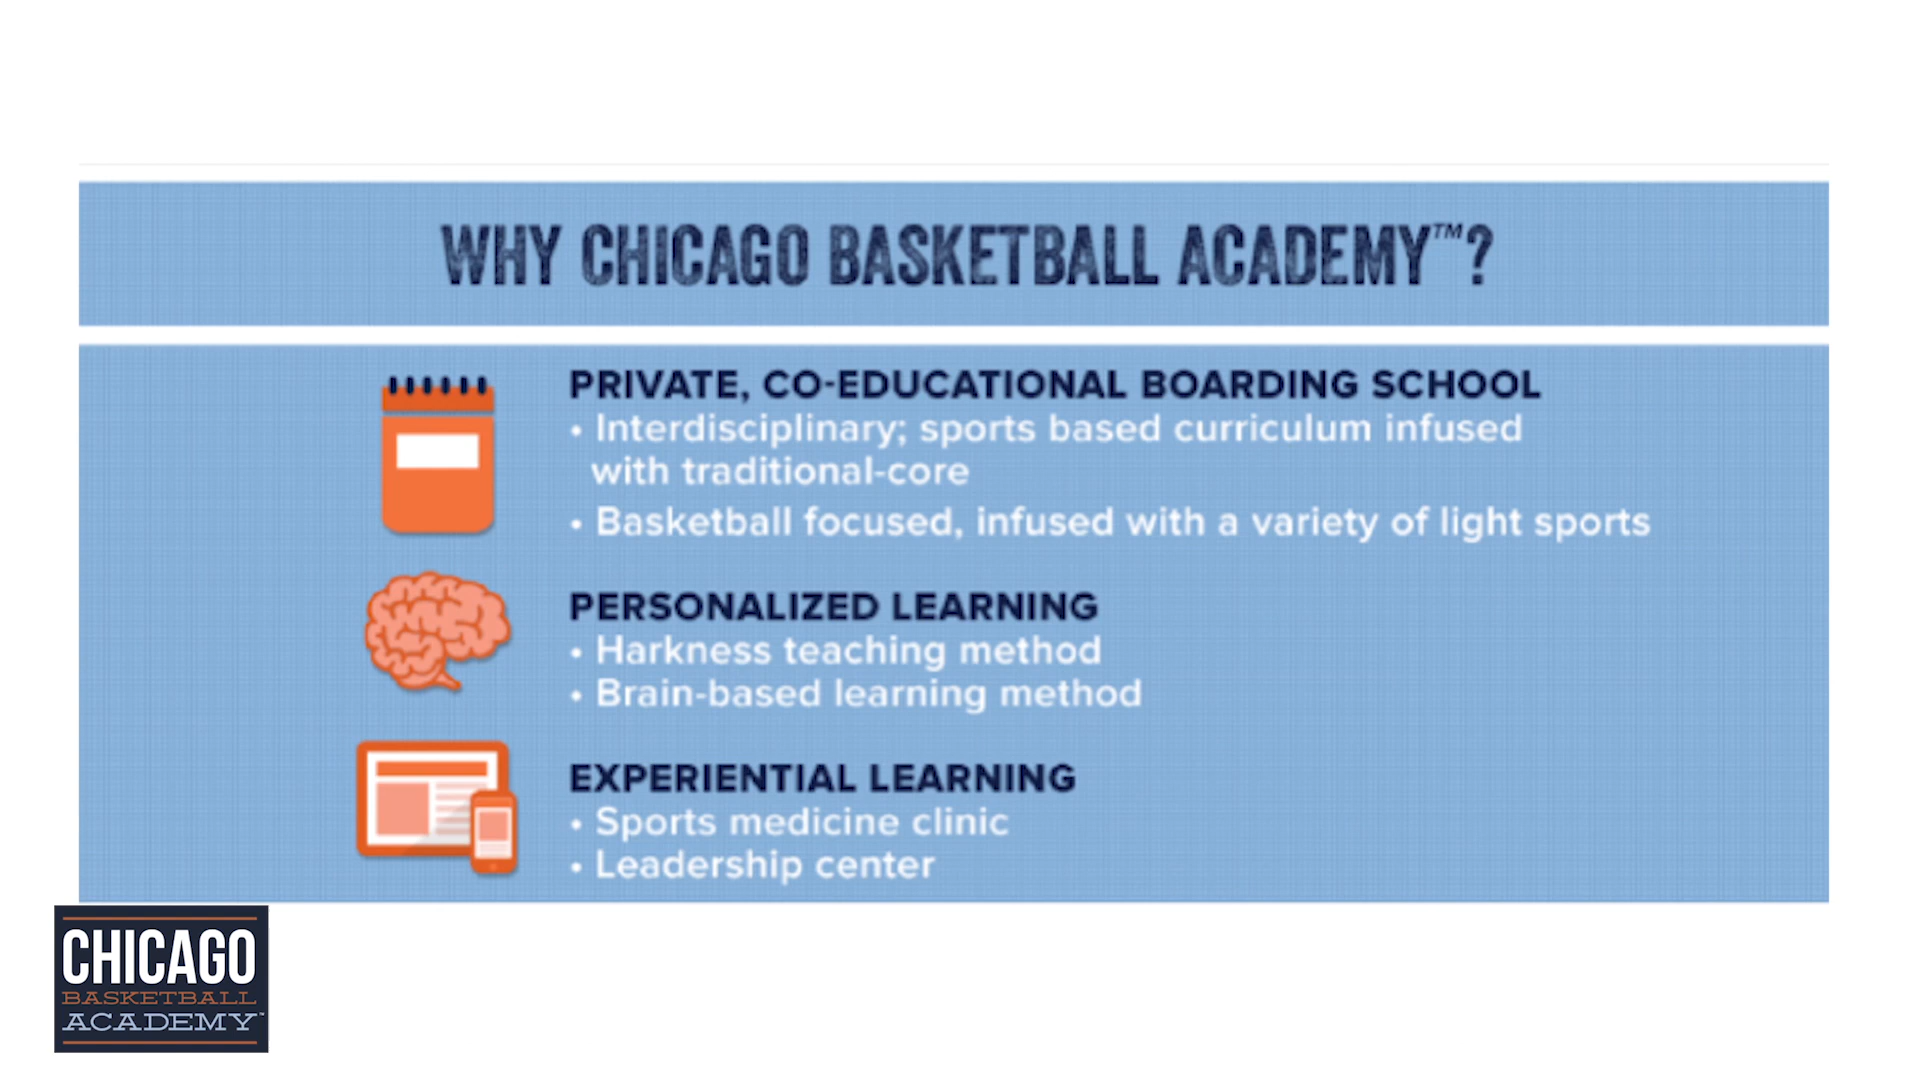 WHY CHICAGO BASKETBALL ACADEMY™?
PRIVATE, CO-EDUCATIONAL BOARDING SCHOOL
• Interdisciplinary; sports based curriculum infused
with traditional-core
• Basketball focused, infused with a variety of light sports
PERSONALIZED LEARNING
• Harkness teaching method
• Brain-based learning method
EXPERIENTIAL LEARNING
• Sports medicine clinic
• Leadership center
CHICAGO
BASKETBALL
ACADEMY™